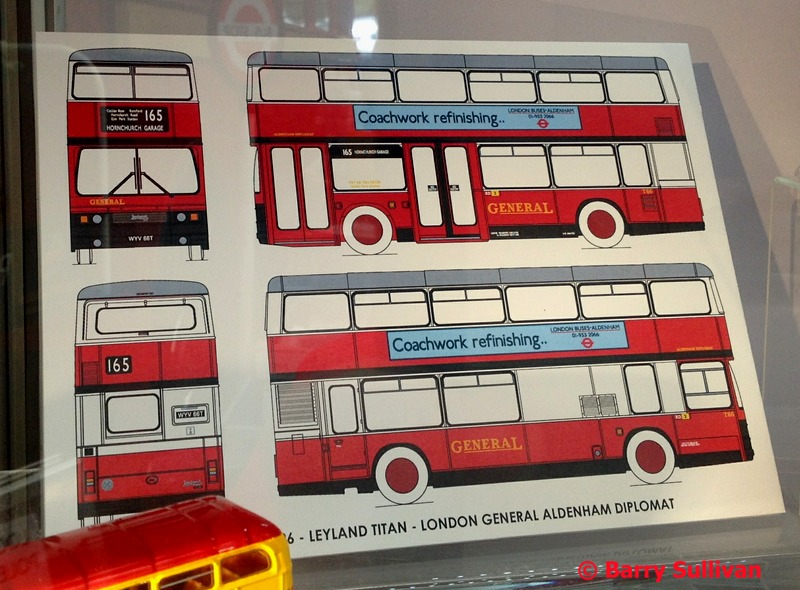 165
HORNCHURCH GARAGE
GENERAL
WYV 66T
Coachwork refinishing..
LONDON BUSES-ALDENHAM
01-953 2066
165 HORNCHURCH GARAGE
GENERAL
T66
165
WYV 66T
Coachwork refinishing..
LONDON BUSES-ALDENHAM
01-953 2066
GENERAL
T66
6 - LEYLAND TITAN - LONDON GENERAL ALDENHAM DIPLOMAT
© Barry Sullivan